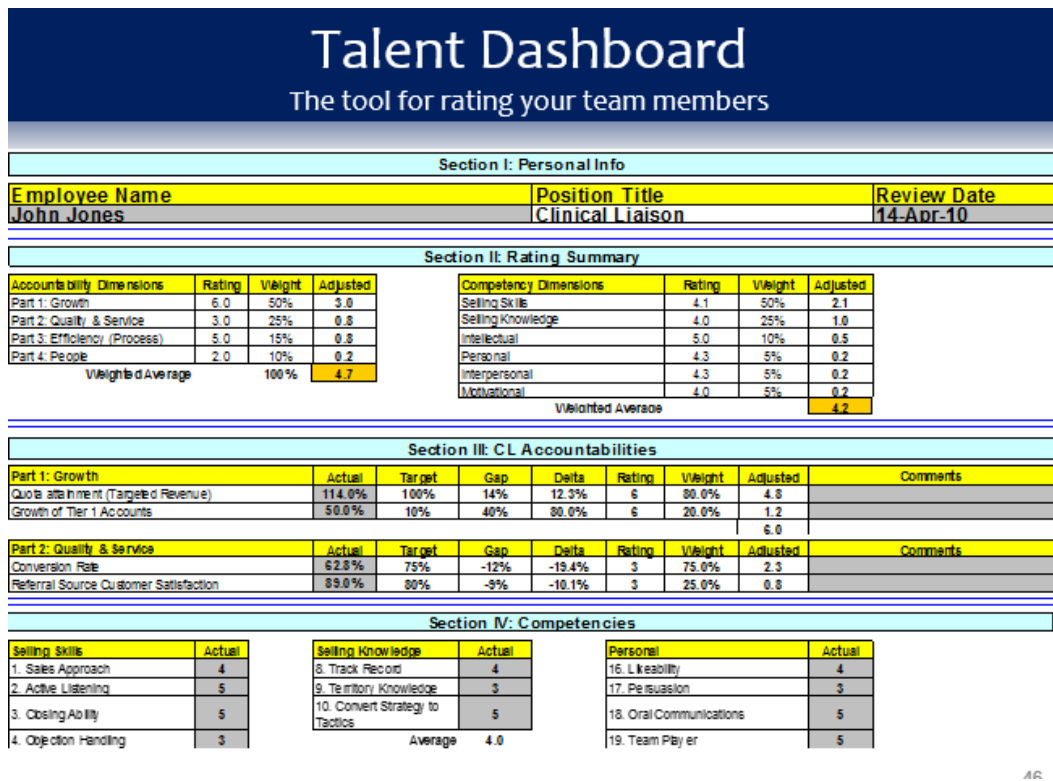 Talent Dashboard
The tool for rating your team members
Section I: Personal Info
Employee Name Position Title Review Date
John Jones Clinical Liaison 14-Apr-10
Section II: Rating Summary
Accountability Dimensions Rating Weight Adjusted Competency Dimensions Rating Weight Adjusted
Part 1: Growth 6.0 50% 3.0 Selling Skills 4.1 50% 2.1
Part 2: Quality & Service 3.0 25% 0.8 Selling Knowledge 4.0 25% 1.0
Part 3: Efficiency (Process) 5.0 15% 0.8 Intellectual 5.0 10% 0.5
Part 4: People 2.0 10% 0.2 Personal 4.3 5% 0.2
Weighted Average 100% 4.7 Interpersonal 4.3 5% 0.2
Motivational 4.0 5% 0.2
Weighted Average 4.2
Section III: CL Accountabilities
Part 1: Growth Actual Target Gap Delta Rating Weight Adjusted Comments
Quota attainment (Targeted Revenue) 114.0% 100% 14% 12.3% 6 80.0% 4.8
Growth of Tier 1 Accounts 50.0% 10% 40% 80.0% 6 20.0% 1.2
6.0
Part 2: Quality & Service Actual Target Gap Delta Rating Weight Adjusted Comments
Conversion Rate 62.8% 75% -12% -19.4% 3 75.0% 2.3
Referral Source Customer Satisfaction 89.0% 80% -9% -10.1% 3 25.0% 0.8
Section IV: Competencies
Selling Skills Actual Selling Knowledge Actual Personal Actual
1. Sales Approach 4 8. Track Record 4 16. Likeability 4
2. Active Listening 5 9. Territory Knowledge 3 17. Persuasion 3
3. Closing Ability 5 10. Convert Strategy to Tactics 5 18. Oral Communications 5
4. Objection Handling 3 Average 4.0 19. Team Player 5
46